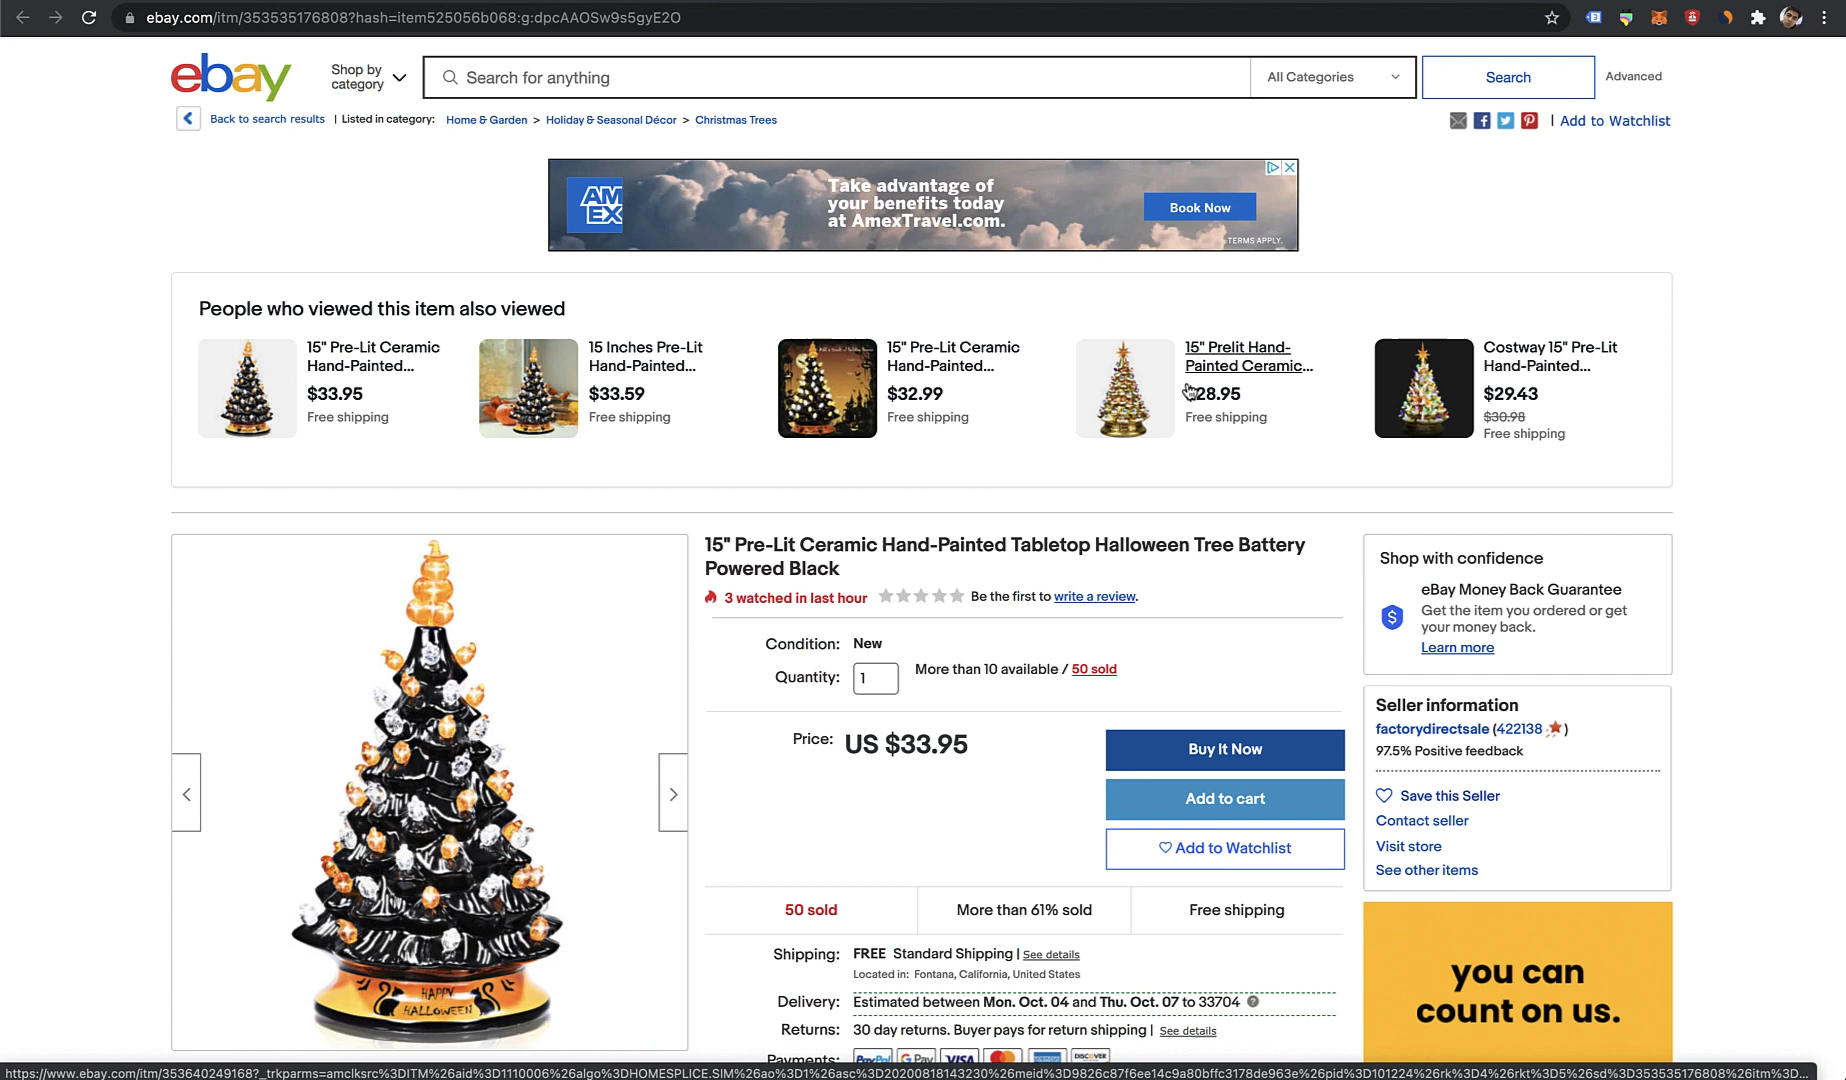 ebay.com/itm/353535176808?hash=item525056b068:g:dpcAAOSw9s5gyE2O
ebay
Shop by
category
Search for anything
All Categories
Search
Advanced
Back to search results | Listed in category: Home & Garden > Holiday & Seasonal Décor > Christmas Trees
| Add to Watchlist
AM
EX
Take advantage of
your benefits today
at AmexTravel.com.
Book Now
TERMS APPLY.
People who viewed this item also viewed
15" Pre-Lit Ceramic
Hand-Painted...
$33.95
Free shipping
15 Inches Pre-Lit
Hand-Painted...
$33.59
Free shipping
15" Pre-Lit Ceramic
Hand-Painted...
$32.99
Free shipping
15" Prelit Hand-
Painted Ceramic...
28.95
Free shipping
Costway 15" Pre-Lit
Hand-Painted...
$29.43
$30.98
Free shipping
HAPPY
HALLOWEEN
15" Pre-Lit Ceramic Hand-Painted Tabletop Halloween Tree Battery
Powered Black
3 watched in last hour Be the first to write a review.
Condition: New
Quantity: 1 More than 10 available / 50 sold
Price: US $33.95
Buy It Now
Add to cart
Add to Watchlist
50 sold
More than 61% sold
Free shipping
Shipping: FREE Standard Shipping | See details
Located in: Fontana, California, United States
Delivery: Estimated between Mon. Oct. 04 and Thu. Oct. 07 to 33704
Returns: 30 day returns. Buyer pays for return shipping | See details
Payments: PayPal G Pay VISA DISCOVER
Shop with confidence
eBay Money Back Guarantee
Get the item you ordered or get
your money back.
Learn more
Seller information
factorydirectsale (422138)
97.5% Positive feedback
Save this Seller
Contact seller
Visit store
See other items
you can
count on us.
https://www.ebay.com/itm/353640249168?_trkparms=amclksrc%3DITM%26aid%3D1110006%26algo%3DHOMESPLICE.SIM%26ao%3D1%26asc%3D20200818143230%26meid%3D9826c87f6ee14c9a80bffc3178de963e%26pid%3D101224%26rk%3D4%26rkt%3D5%26sd%3D353535176808%26itm%3D...